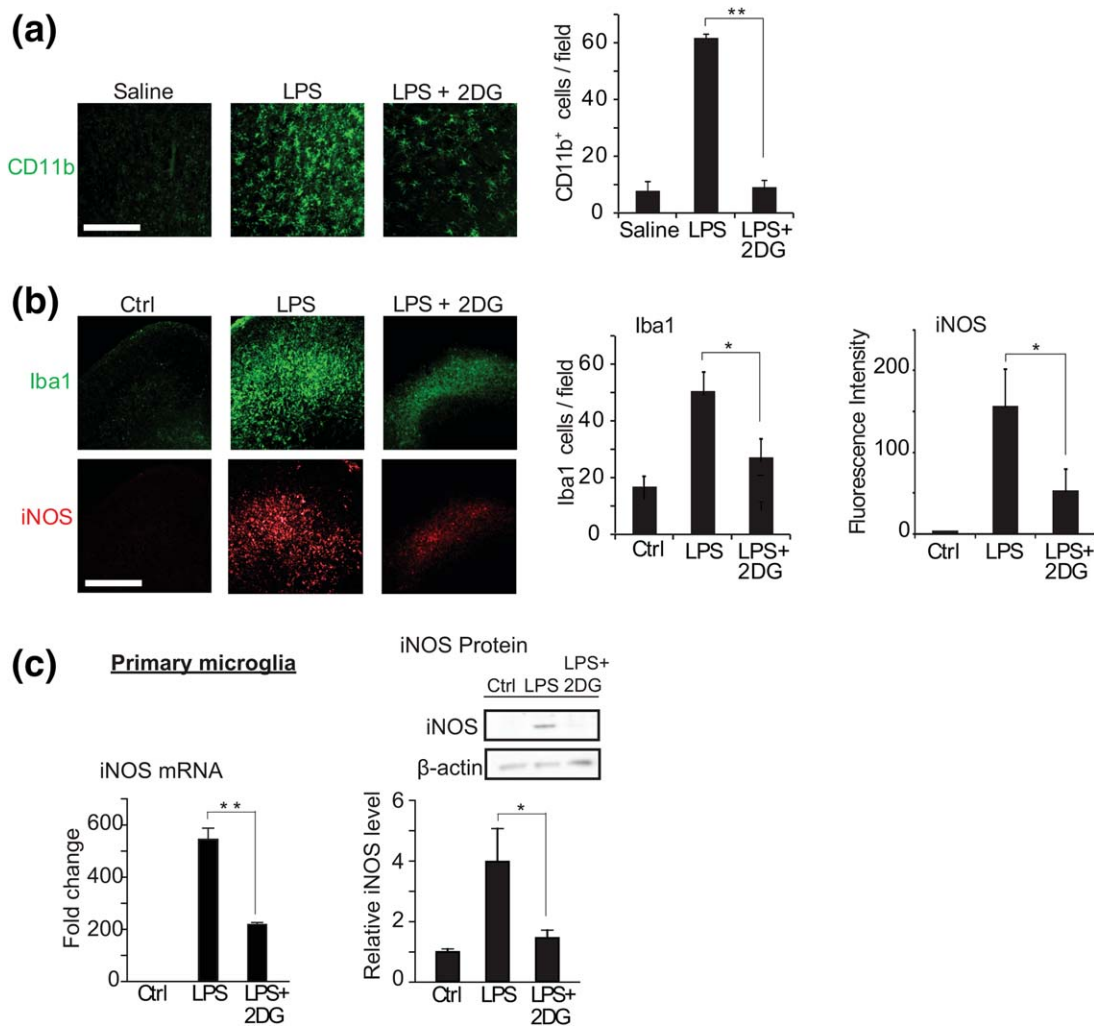 (a)
Saline LPS LPS + 2DG
CD11b
CD11b+ cells / field
60
40
20
0
**
Saline LPS LPS+
2DG
(b)
Ctrl LPS LPS + 2DG
Iba1
iNOS
Iba1
Iba1 cells / field
60
40
20
0
*
Ctrl LPS LPS+
2DG
iNOS
Fluorescence Intensity
200
100
0
*
Ctrl LPS LPS+
2DG
(c)
Primary microglia
iNOS mRNA
Fold change
600
400
200
0
* *
Ctrl LPS LPS+
2DG
iNOS Protein
LPS+
Ctrl LPS 2DG
iNOS
β-actin
Relative iNOS level
6
4
2
0
*
Ctrl LPS LPS+
2DG